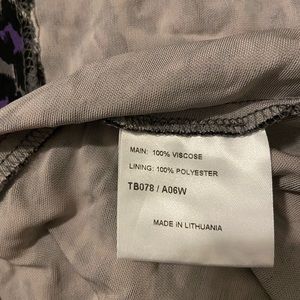 MAIN: 100% VISCOSE
LINING: 100% POLYESTER
TB078 / A06W
MADE IN LITHUANIA